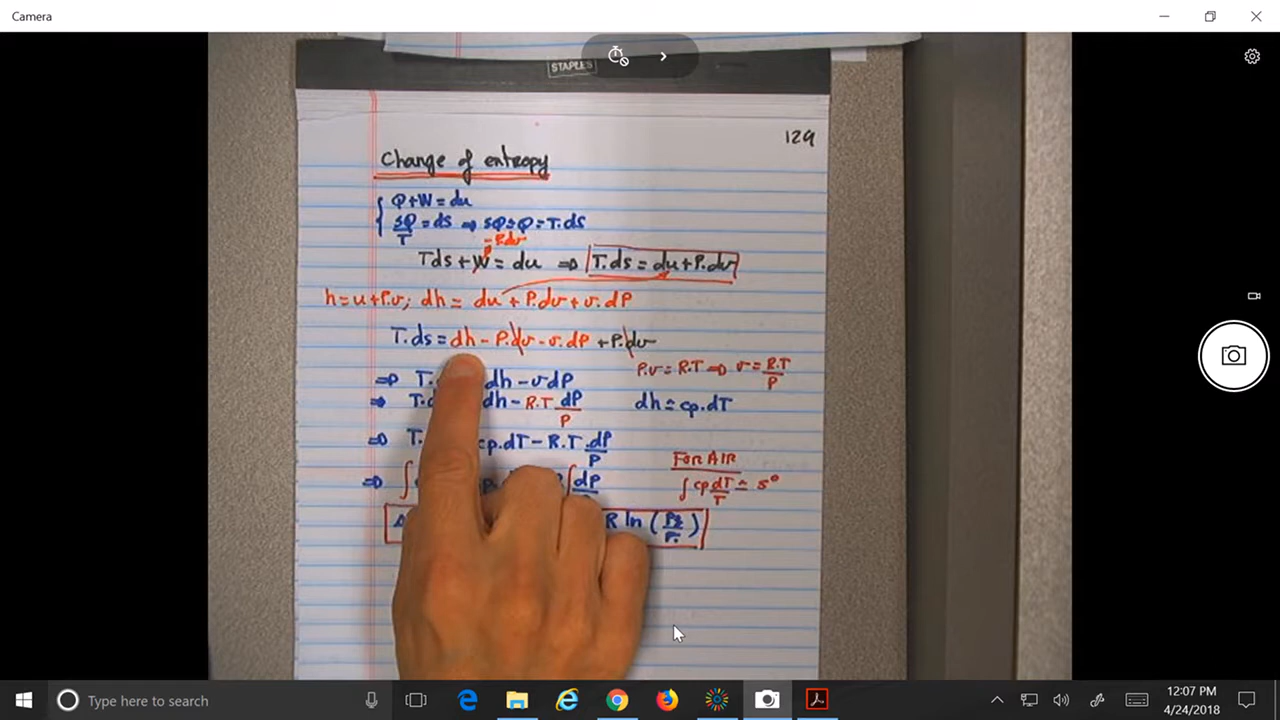 Camera
STAPLES
129
Change of entropy
Q+W=du
δQ/T = ds ⇒ δQ=Q=T.ds
-P.dv
Tds+W=du ⇒ T.ds=du+P.dv
h=u+P.v; dh= du+P.dv+v.dP
T.ds=dh-P.dv-v.dP+P.dv
P.v=R.T⇒ v=R.T/P
⇒ T. dh-vdP
⇒ T.d dh-R.T dP/P
dh=cp.dT
⇒ T. cp.dT-R.T.dP/P
FOR AIR
⇒ ∫ ∫dP
∫cp dT/T = s°
R ln (P2/P1)
Type here to search
12:07 PM
4/24/2018